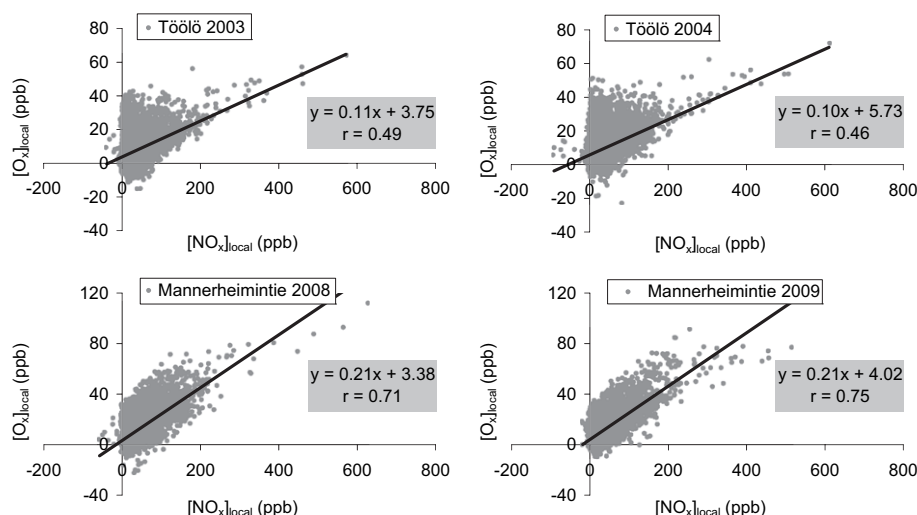 Töölö 2003
80
60
40
20
0
-20
-40
-200 0 200 400 600 800
[Oₓ]local (ppb)
[NOₓ]local (ppb)
y = 0.11x + 3.75
r = 0.49
Töölö 2004
80
60
40
20
0
-20
-40
-200 0 200 400 600 800
[Oₓ]local (ppb)
[NOₓ]local (ppb)
y = 0.10x + 5.73
r = 0.46
Mannerheimintie 2008
120
80
40
0
-40
-200 0 200 400 600 800
[Oₓ]local (ppb)
[NOₓ]local (ppb)
y = 0.21x + 3.38
r = 0.71
Mannerheimintie 2009
120
80
40
0
-40
-200 0 200 400 600 800
[Oₓ]local (ppb)
[NOₓ]local (ppb)
y = 0.21x + 4.02
r = 0.75